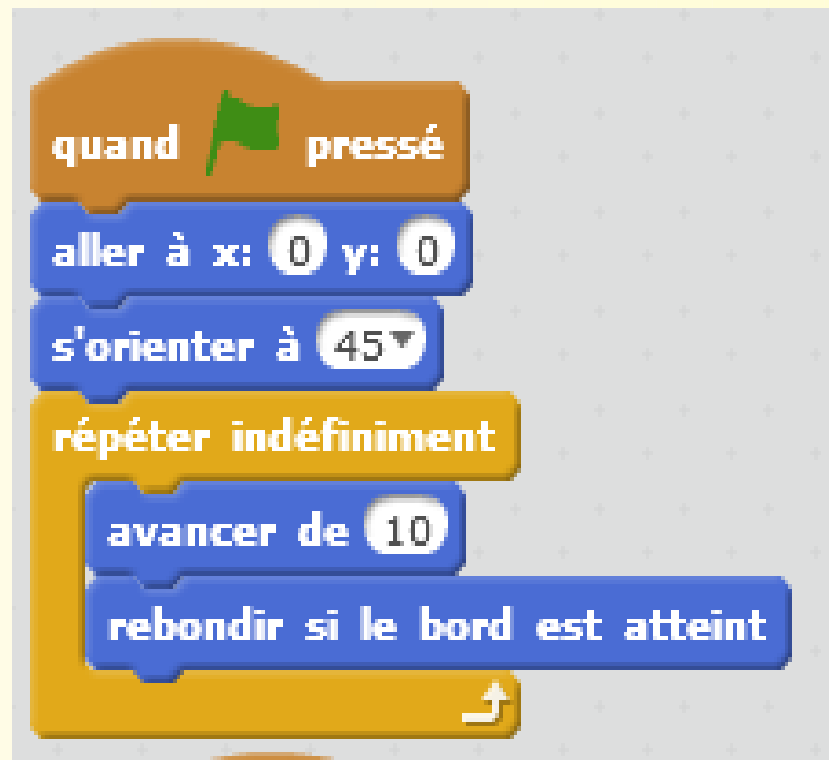 quand pressé
aller à x: 0 y: 0
s'orienter à 45
répéter indéfiniment
avancer de 10
rebondir si le bord est atteint